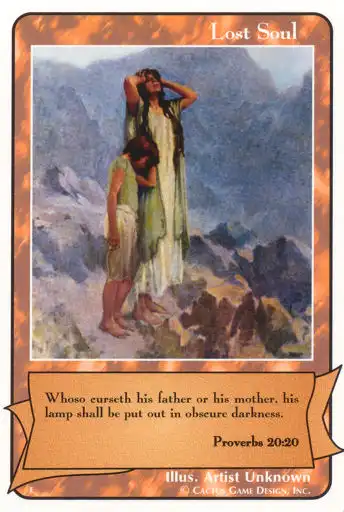 Lost Soul
Whoso curseth his father or his mother, his
lamp shall be put out in obscure darkness.
Proverbs 20:20
Illus. Artist Unknown
© Cactus Game Design, Inc.